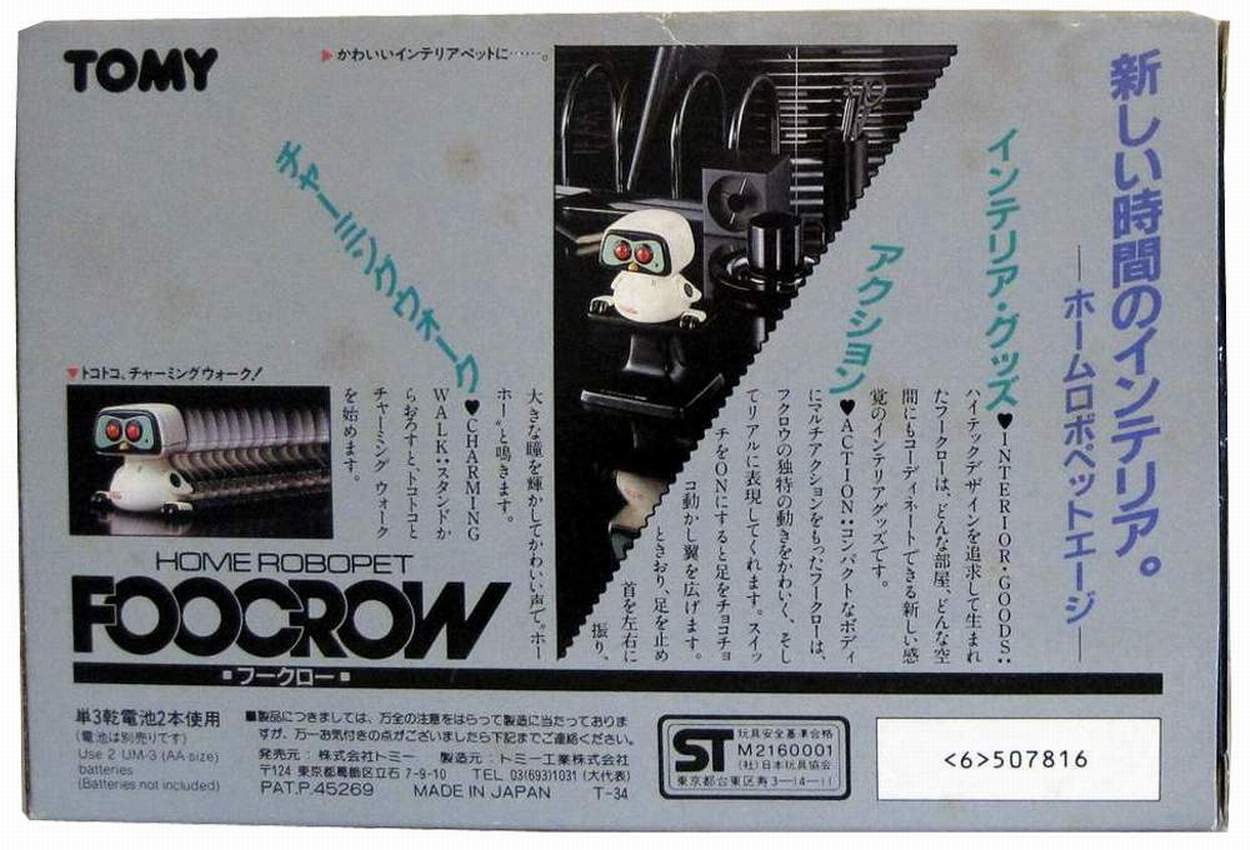 TOMY
▶かわいいインテリアペットに……。
新しい時間のインテリア。
—ホームロボペットエージ—
インテリア・グッズ
♥INTERIOR・GOODS：
ハイテックデザインを追求して生まれ
たフークローは、どんな部屋、どんな空
間にもコーディネートできる新しい感
覚のインテリアグッズです。
アクション
♥ACTION：コンパクトなボディ
にマルチアクションをもったフークローは、
フクロウの独特の動きをかわいく、そし
てリアルに表現してくれます。スイッ
チをONにすると足をチョコチョ
コ動かし翼を広げます。
ときおり、足を止め
首を左右に
振り、
大きな瞳を輝かしてかわいい声で“ホー
ホー”と鳴きます。
チャーミングウォーク
♥CHARMING
WALK：スタンドか
らおろすと、トコトコと
チャーミング ウォーク
を始めます。
▼トコトコ、チャーミングウォーク!
HOME ROBOPET
FOOCROW
■フークロー■
単3乾電池2本使用
(電池は別売りです)
Use 2 UM-3 (AA size)
batteries
(Batteries not included)
■製品につきましては、万全の注意をはらって製造に当たっておりま
すが、万一お気付きの点がございましたら下記までご連絡ください。
発売元：株式会社トミー 製造元：トミー工業株式会社
〒124 東京都葛飾区立石 7-9-10 TEL 03(693)1031 (大代表)
PAT.P.45269 MADE IN JAPAN T-34
ST
玩具安全基準合格
M2160001
(社)日本玩具協会
東京都台東区寿3-14-11
<6>507816